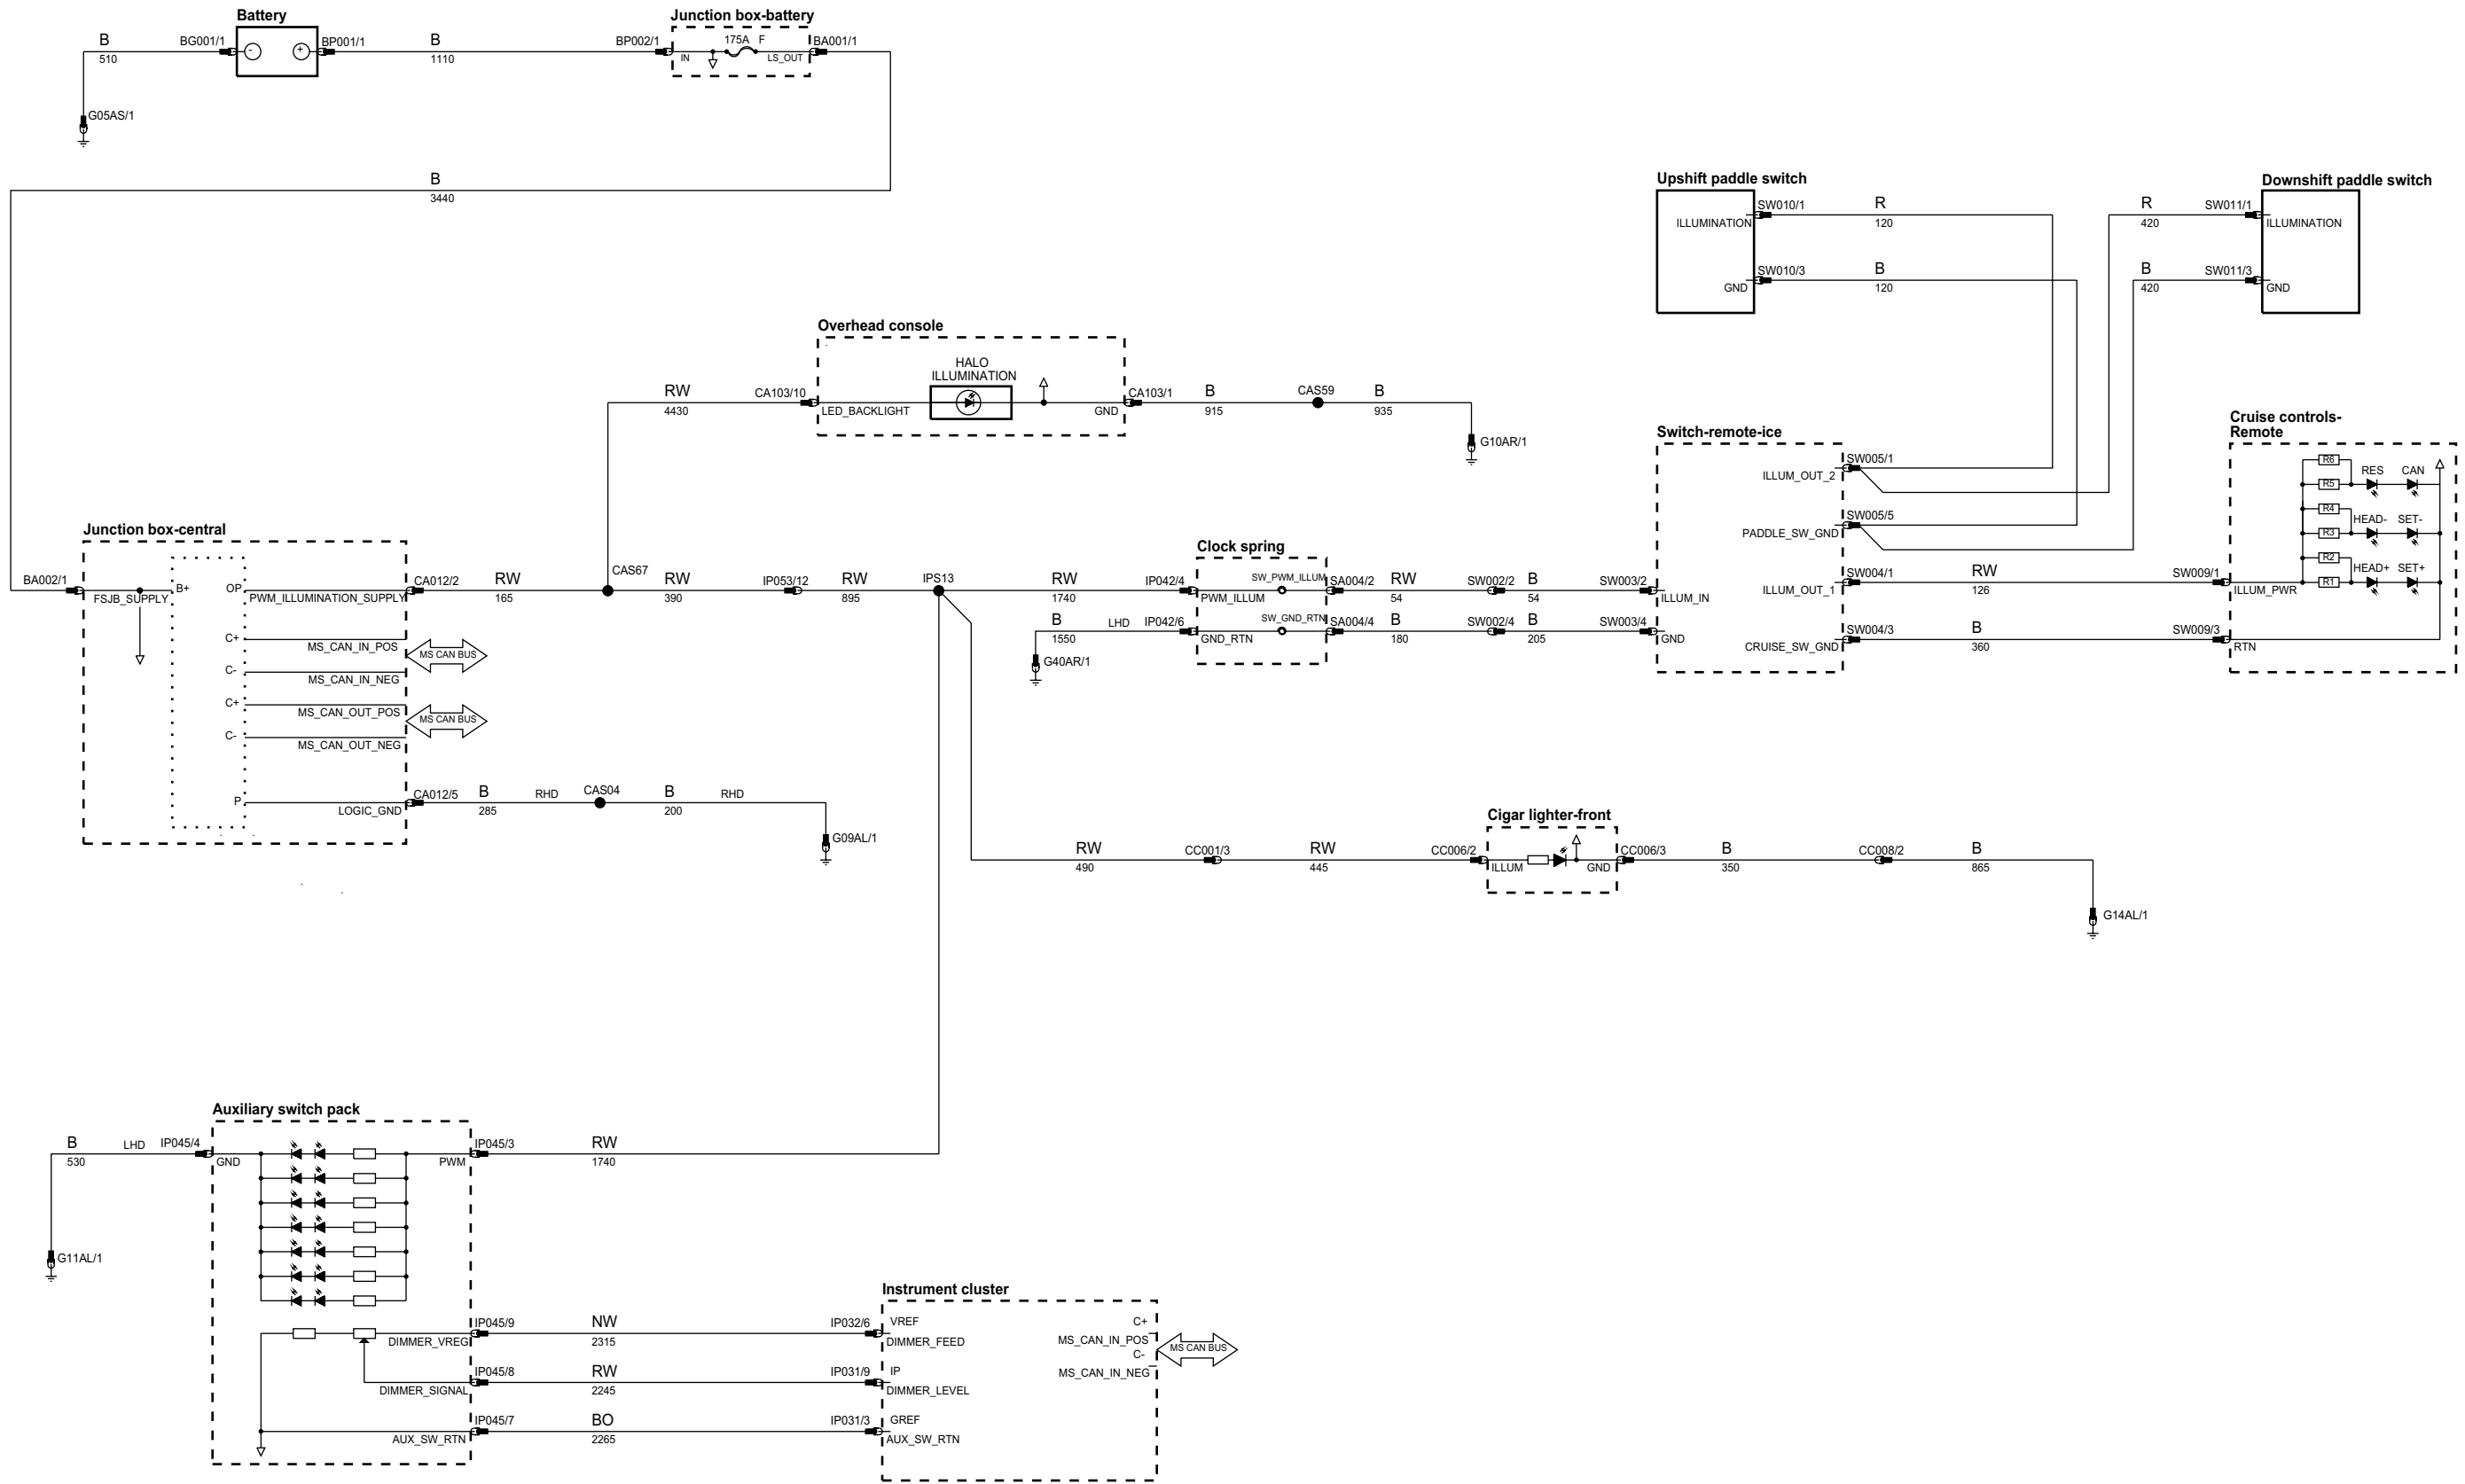 Battery
Junction box-battery
B
510
BG001/1
-
+
BP001/1
B
1110
BP002/1
IN
175A F
LS_OUT
BA001/1
G05AS/1
B
3440
Upshift paddle switch
ILLUMINATION
SW010/1
R
120
GND
SW010/3
B
120
Downshift paddle switch
R
420
SW011/1
ILLUMINATION
B
420
SW011/3
GND
Overhead console
HALO
ILLUMINATION
RW
4430
CA103/10
LED_BACKLIGHT
GND
CA103/1
B
915
CAS59
B
935
G10AR/1
Switch-remote-ice
SW005/1
ILLUM_OUT_2
SW005/5
PADDLE_SW_GND
SW004/1
ILLUM_OUT_1
SW004/3
CRUISE_SW_GND
SW003/2
ILLUM_IN
SW003/4
GND
RW
126
B
360
Cruise controls-
Remote
SW009/1
ILLUM_PWR
SW009/3
RTN
R6
R5
RES
CAN
R4
R3
HEAD-
SET-
R2
R1
HEAD+
SET+
Junction box-central
BA002/1
FSJB_SUPPLY
B+
OP
PWM_ILLUMINATION_SUPPLY
CA012/2
RW
165
CAS67
RW
390
IP053/12
RW
895
IPS13
RW
1740
IP042/4
Clock spring
PWM_ILLUM
SW_PWM_ILLUM
SA004/2
RW
54
SW002/2
B
54
B
1550
LHD
IP042/6
GND_RTN
SW_GND_RTN
SA004/4
B
180
SW002/4
B
205
G40AR/1
C+
MS_CAN_IN_POS
C-
MS_CAN_IN_NEG
MS CAN BUS
C+
MS_CAN_OUT_POS
C-
MS_CAN_OUT_NEG
MS CAN BUS
P
LOGIC_GND
CA012/5
B
285
RHD
CAS04
B
200
RHD
G09AL/1
Cigar lighter-front
RW
490
CC001/3
RW
445
CC006/2
ILLUM
GND
CC006/3
B
350
CC008/2
B
865
G14AL/1
Auxiliary switch pack
B
530
LHD
IP045/4
GND
PWM
IP045/3
RW
1740
G11AL/1
DIMMER_VREG
IP045/9
NW
2315
IP032/6
DIMMER_SIGNAL
IP045/8
RW
2245
IP031/9
AUX_SW_RTN
IP045/7
BO
2265
IP031/3
Instrument cluster
VREF
DIMMER_FEED
IP
DIMMER_LEVEL
GREF
AUX_SW_RTN
C+
MS_CAN_IN_POS
C-
MS_CAN_IN_NEG
MS CAN BUS